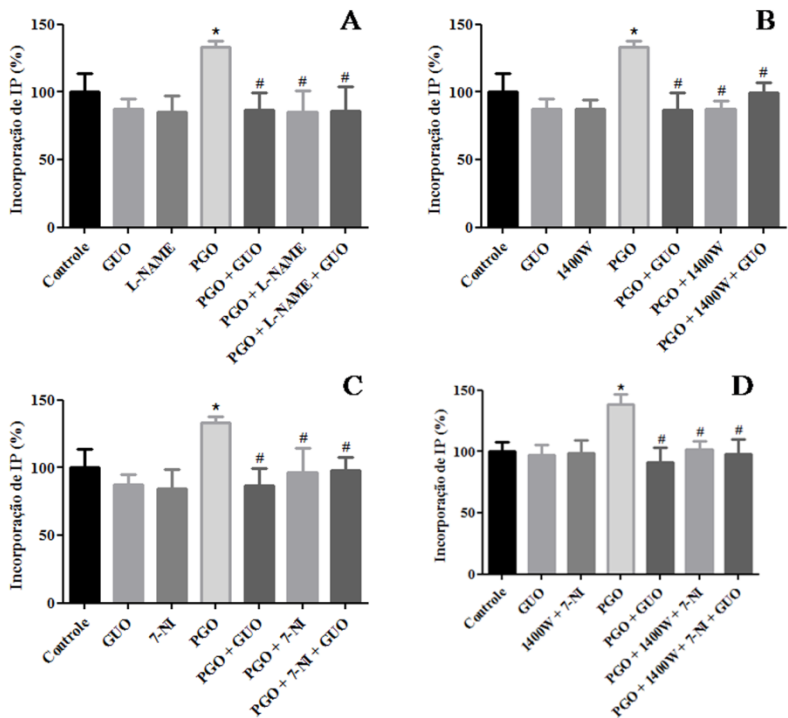 A
Incorporação de IP (%)
150
100
50
0
*
#
#
#
Controle
GUO
L-NAME
PGO
PGO + GUO
PGO + L-NAME
PGO + L-NAME + GUO
B
Incorporação de IP (%)
150
100
50
0
*
#
#
#
Controle
GUO
1400W
PGO
PGO + GUO
PGO + 1400W
PGO + 1400W + GUO
C
Incorporação de IP (%)
150
100
50
0
*
#
#
#
Controle
GUO
7-NI
PGO
PGO + GUO
PGO + 7-NI
PGO + 7-NI + GUO
D
Incorporação de IP (%)
150
100
50
0
*
#
#
#
Controle
GUO
1400W + 7-NI
PGO
PGO + GUO
PGO + 1400W + 7-NI
PGO + 1400W + 7-NI + GUO